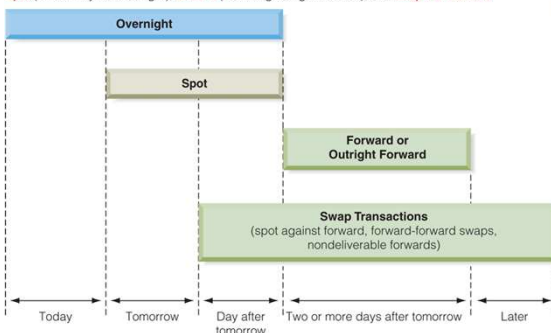 Overnight
Spot
Forward or
Outright Forward
Swap Transactions
(spot against forward, forward-forward swaps,
nondeliverable forwards)
Today
Tomorrow
Day after
tomorrow
Two or more days after tomorrow
Later